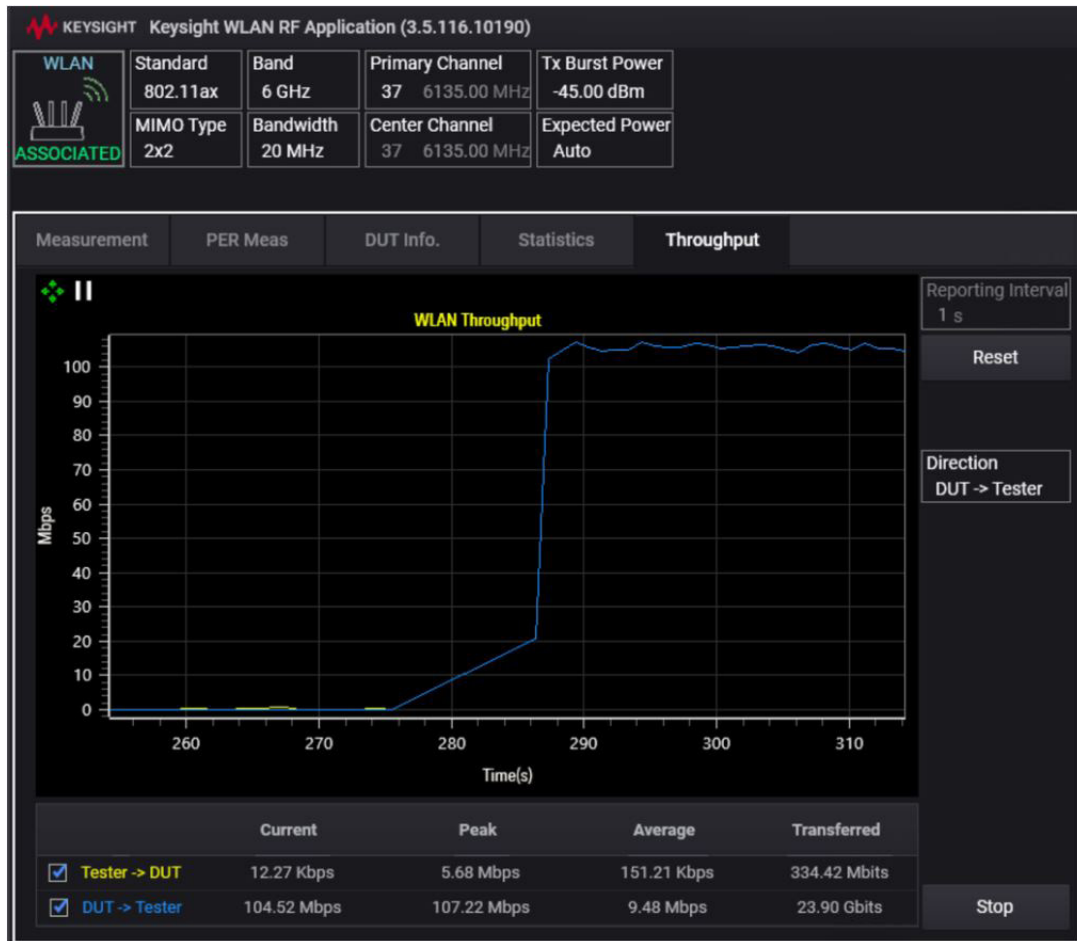 KEYSIGHT Keysight WLAN RF Application (3.5.116.10190)
WLAN
ASSOCIATED
Standard
802.11ax
Band
6 GHz
Primary Channel
37 6135.00 MHz
Tx Burst Power
-45.00 dBm
MIMO Type
2x2
Bandwidth
20 MHz
Center Channel
37 6135.00 MHz
Expected Power
Auto
Measurement PER Meas DUT Info. Statistics Throughput
WLAN Throughput
Mbps
100
90
80
70
60
50
40
30
20
10
0
260 270 280 290 300 310
Time(s)
Reporting Interval
1 s
Reset
Direction
DUT -> Tester
Current Peak Average Transferred
Tester -> DUT 12.27 Kbps 5.68 Mbps 151.21 Kbps 334.42 Mbits
DUT -> Tester 104.52 Mbps 107.22 Mbps 9.48 Mbps 23.90 Gbits
Stop